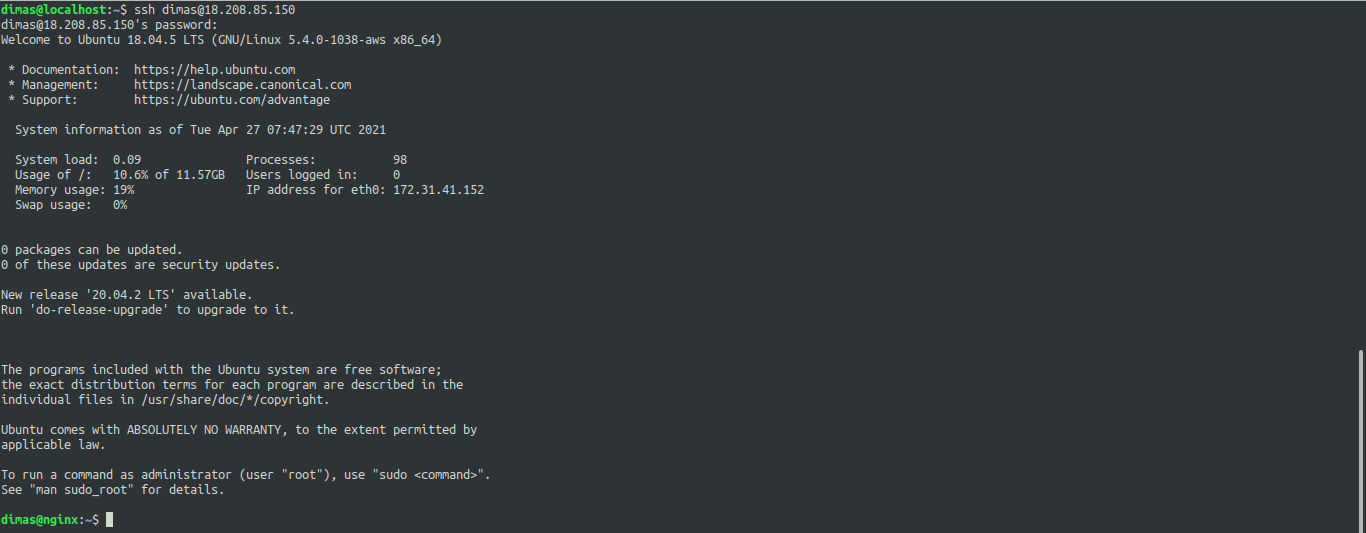 dimas@localhost:~$ ssh dimas@18.208.85.150
dimas@18.208.85.150's password:
Welcome to Ubuntu 18.04.5 LTS (GNU/Linux 5.4.0-1038-aws x86_64)
* Documentation:  https://help.ubuntu.com
* Management:     https://landscape.canonical.com
* Support:        https://ubuntu.com/advantage
System information as of Tue Apr 27 07:47:29 UTC 2021
System load:  0.09               Processes:           98
Usage of /:   10.6% of 11.57GB   Users logged in:     0
Memory usage: 19%                IP address for eth0: 172.31.41.152
Swap usage:   0%
0 packages can be updated.
0 of these updates are security updates.
New release '20.04.2 LTS' available.
Run 'do-release-upgrade' to upgrade to it.
The programs included with the Ubuntu system are free software;
the exact distribution terms for each program are described in the
individual files in /usr/share/doc/*/copyright.
Ubuntu comes with ABSOLUTELY NO WARRANTY, to the extent permitted by
applicable law.
To run a command as administrator (user "root"), use "sudo <command>".
See "man sudo_root" for details.
dimas@nginx:~$